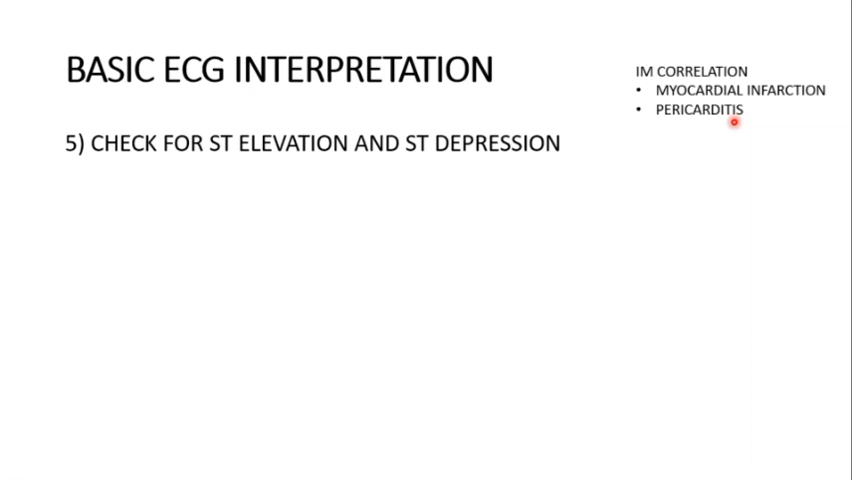 BASIC ECG INTERPRETATION
IM CORRELATION
• MYOCARDIAL INFARCTION
• PERICARDITIS
5) CHECK FOR ST ELEVATION AND ST DEPRESSION